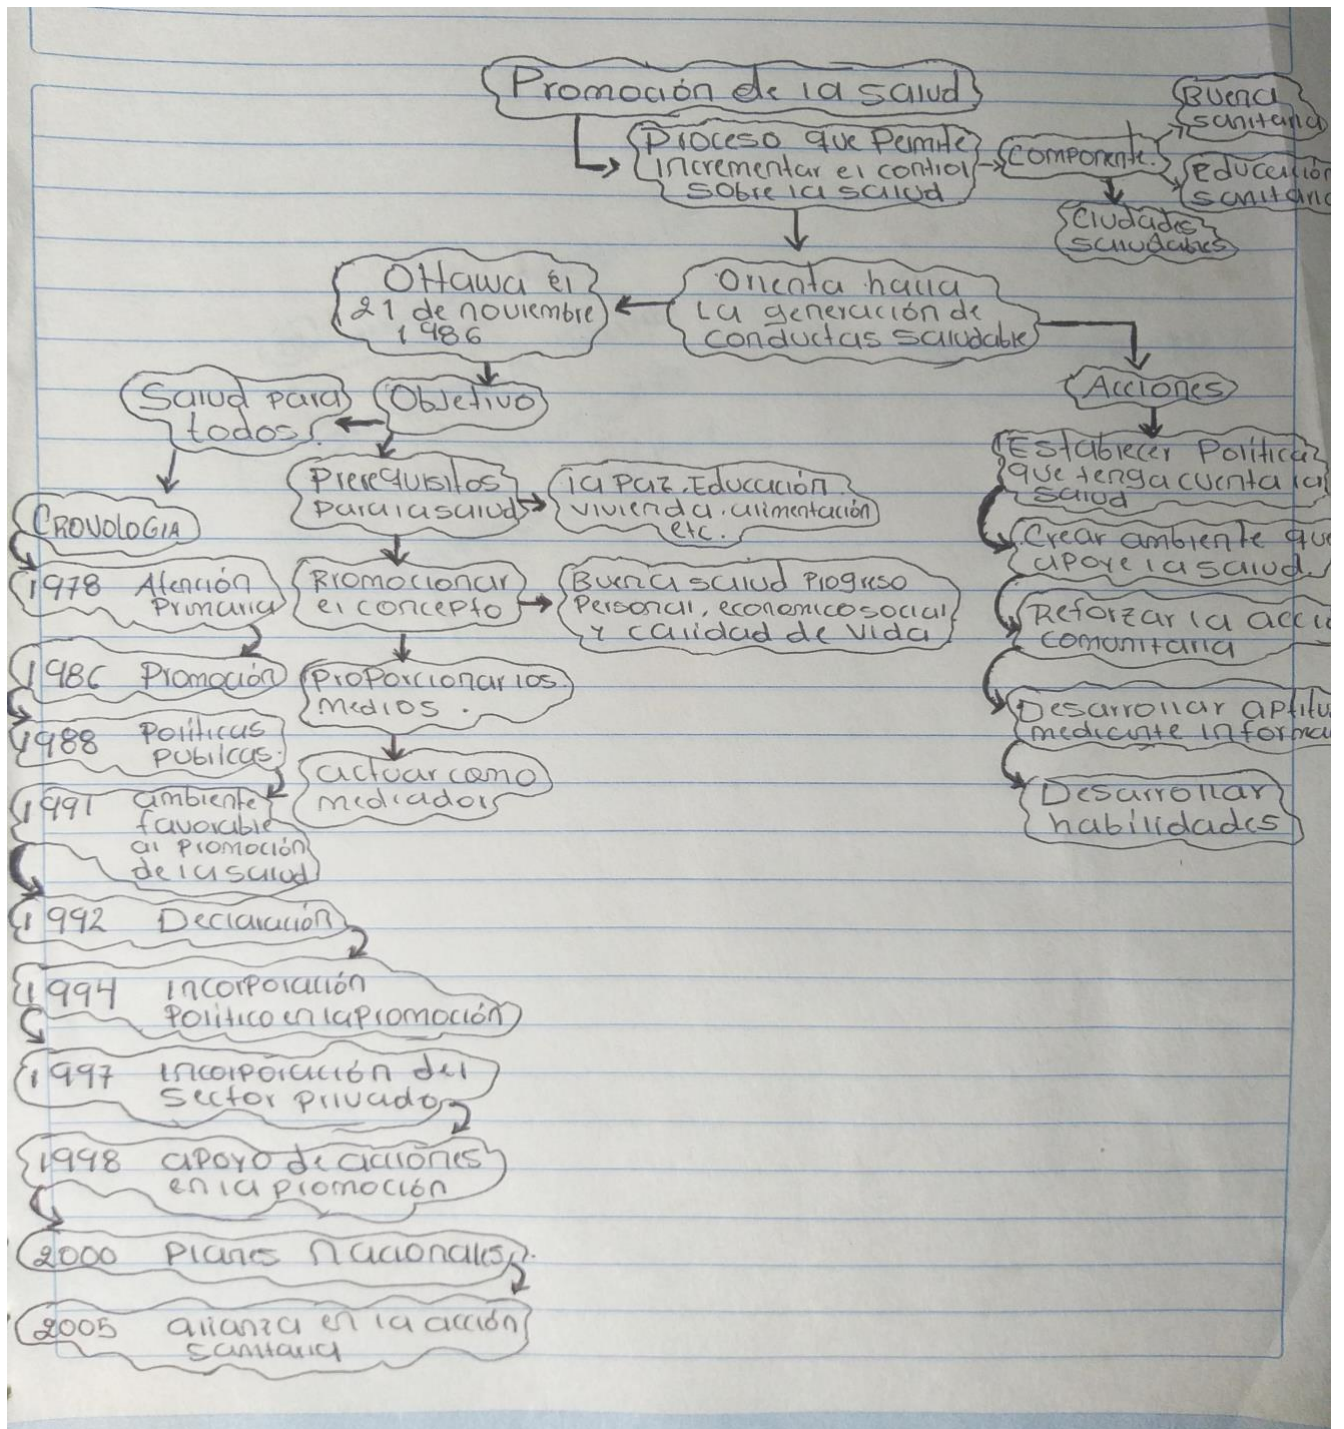 Promoción de la salud
Proceso que Permite
incrementar el control
sobre la salud
Componente.
Buena
sanitaria
Educación
sanitaria
Ciudades
saludables
Orienta hacia
La generación de
conductas saludable
Ottawa el
21 de noviembre
1986
Objetivo
Salud para
todos.
Prerequisitos
para la salud
la paz. Educación
vivienda. alimentación
etc.
Promocionar
el concepto
Buena salud Progreso
Personal, economico social
y calidad de vida
Proporcionar los
medios.
actuar como
mediador
CRONOLOGIA
1978 Atención
Primaria
1986 Promoción
1988 Políticas
publicas.
1991 ambiente
favorable
al promoción
de la salud
1992 Declaración
1994 incorporación
Politico en la promoción
1997 incorporación del
Sector privado
1998 apoyo de acciones
en la promoción
2000 Planes Nacionales.
2005 alianza en la acción
sanitaria
Acciones
Establecer Política
que tenga cuenta la
salud
Crear ambiente que
apoye la salud.
Reforzar la
comunitaria
Desarrollar
mediante
Desarrollar
habilidades